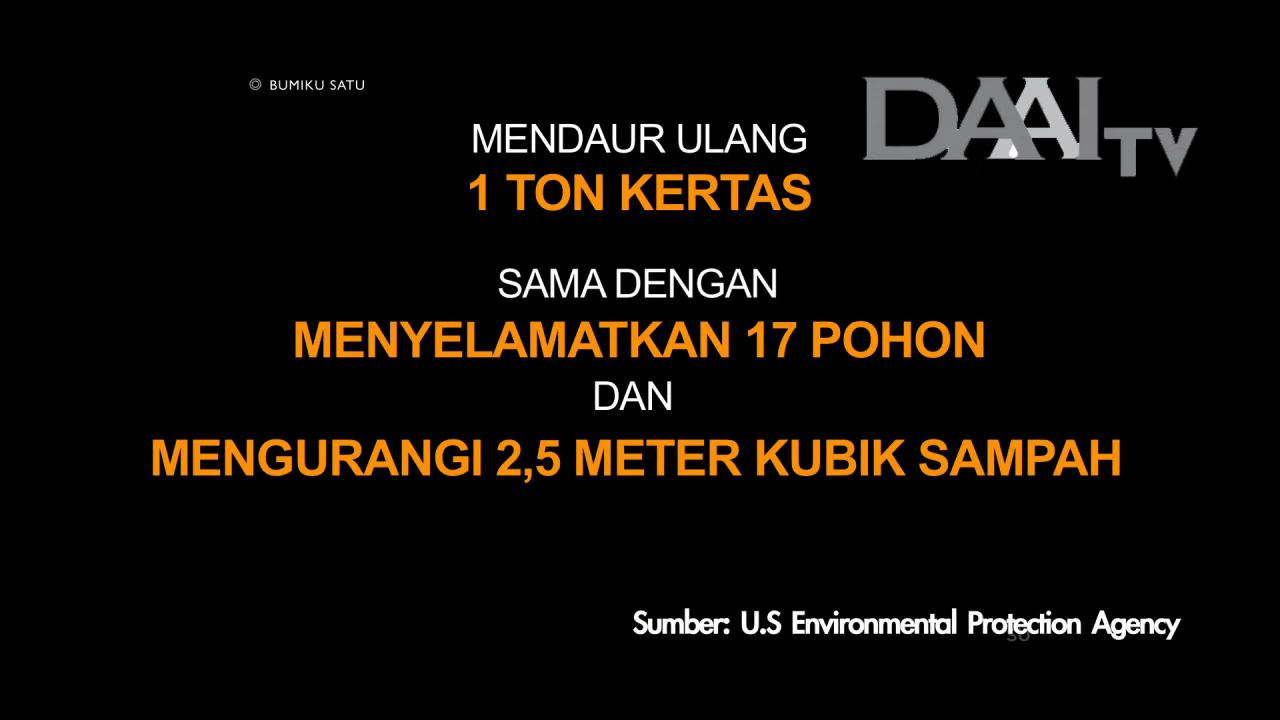 BUMIKU SATU
DAAI TV
MENDAUR ULANG
1 TON KERTAS
SAMA DENGAN
MENYELAMATKAN 17 POHON
DAN
MENGURANGI 2,5 METER KUBIK SAMPAH
Sumber: U.S Environmental Protection Agency